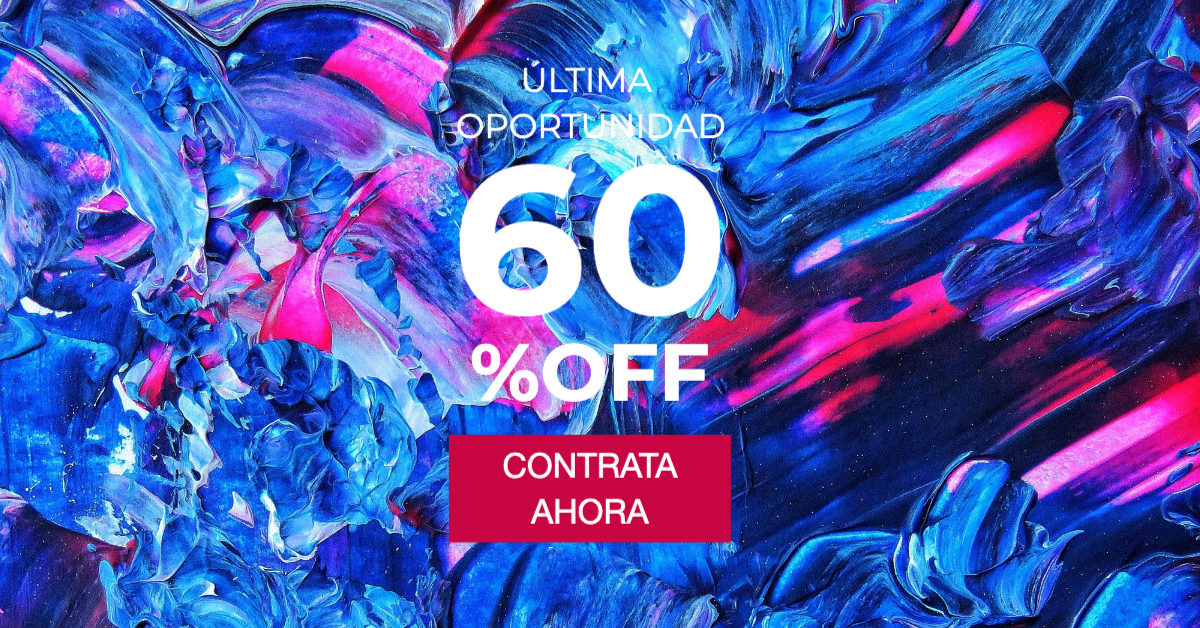 ÚLTIMA
OPORTUNIDAD
60
%OFF
CONTRATA
AHORA